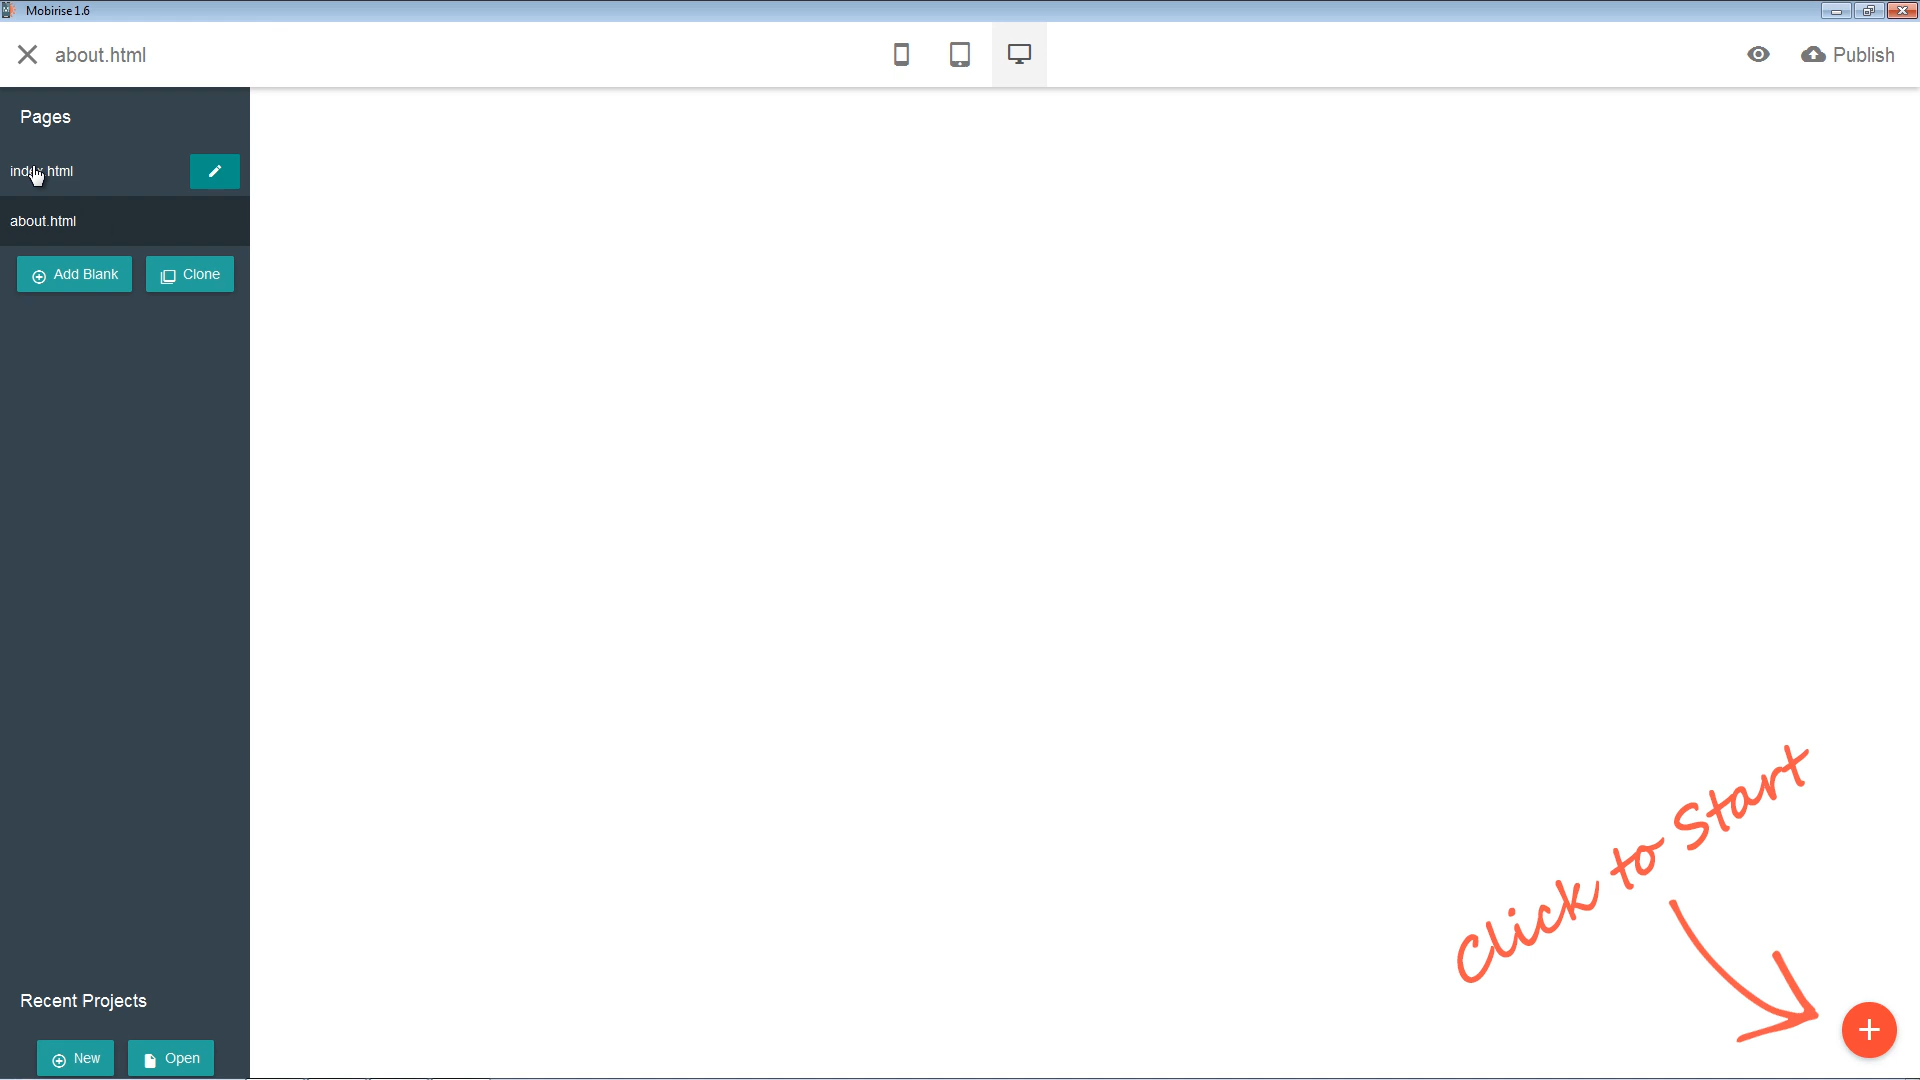 Mobirise 1.6
about.html
Publish
Pages
index.html
about.html
Add Blank
Clone
Click to Start
Recent Projects
New
Open